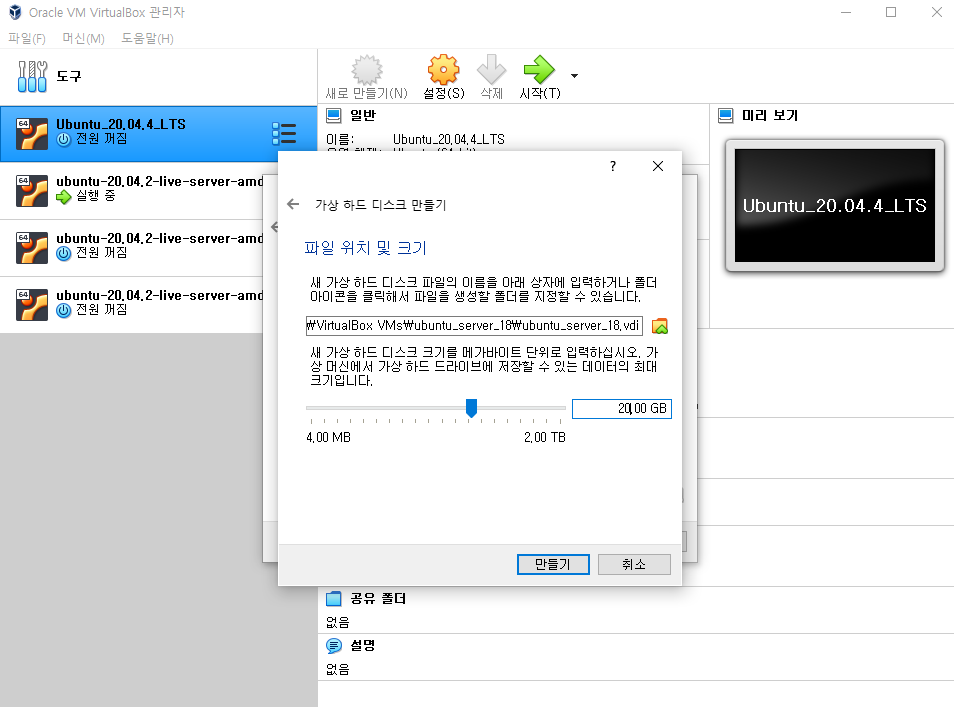 Oracle VM VirtualBox 관리자
파일(F) 머신(M) 도움말(H)
도구
새로 만들기(N) 설정(S) 삭제 시작(T)
64 Ubuntu_20.04.4_LTS
전원 꺼짐
64 ubuntu-20.04.2-live-server-amd
실행 중
64 ubuntu-20.04.2-live-server-amd
전원 꺼짐
64 ubuntu-20.04.2-live-server-amd
전원 꺼짐
일반
이름: Ubuntu_20.04.4_LTS
미리 보기
Ubuntu_20.04.4_LTS
?
가상 하드 디스크 만들기
파일 위치 및 크기
새 가상 하드 디스크 파일의 이름을 아래 상자에 입력하거나 폴더
아이콘을 클릭해서 파일을 생성할 폴더를 지정할 수 있습니다.
₩VirtualBox VMs₩ubuntu_server_18₩ubuntu_server_18.vdi
새 가상 하드 디스크 크기를 메가바이트 단위로 입력하십시오. 가
상 머신에서 가상 하드 드라이브에 저장할 수 있는 데이터의 최대
크기입니다.
20.00 GB
4.00 MB 2.00 TB
만들기 취소
공유 폴더
없음
설명
없음